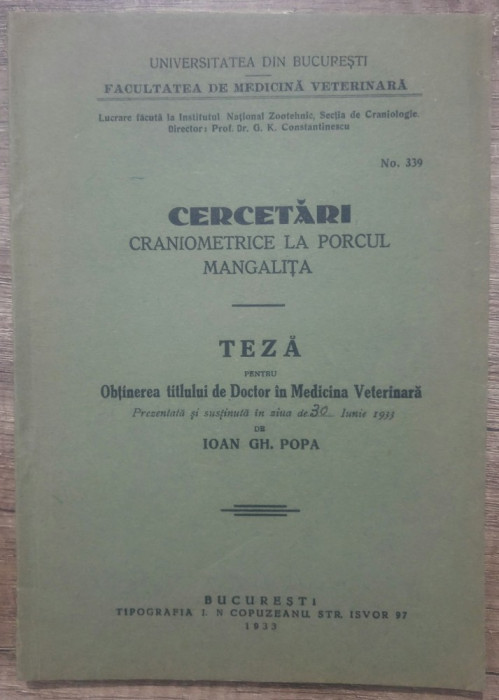 UNIVERSITATEA DIN BUCUREȘTI
FACULTATEA DE MEDICINĂ VETERINARĂ
Lucrare făcută la Institutul Național Zootehnic, Secția de Craniologie.
Director: Prof. Dr. G. K. Constantinescu
No. 339
CERCETĂRI
CRANIOMETRICE LA PORCUL
MANGALIȚA
TEZĂ
PENTRU
Obținerea titlului de Doctor în Medicina Veterinară
Prezentată și susținută în ziua de 30 Iunie 1933
DE
IOAN GH. POPA
BUCUREȘTI
TIPOGRAFIA I. N COPUZEANU, STR. ISVOR 97
1933